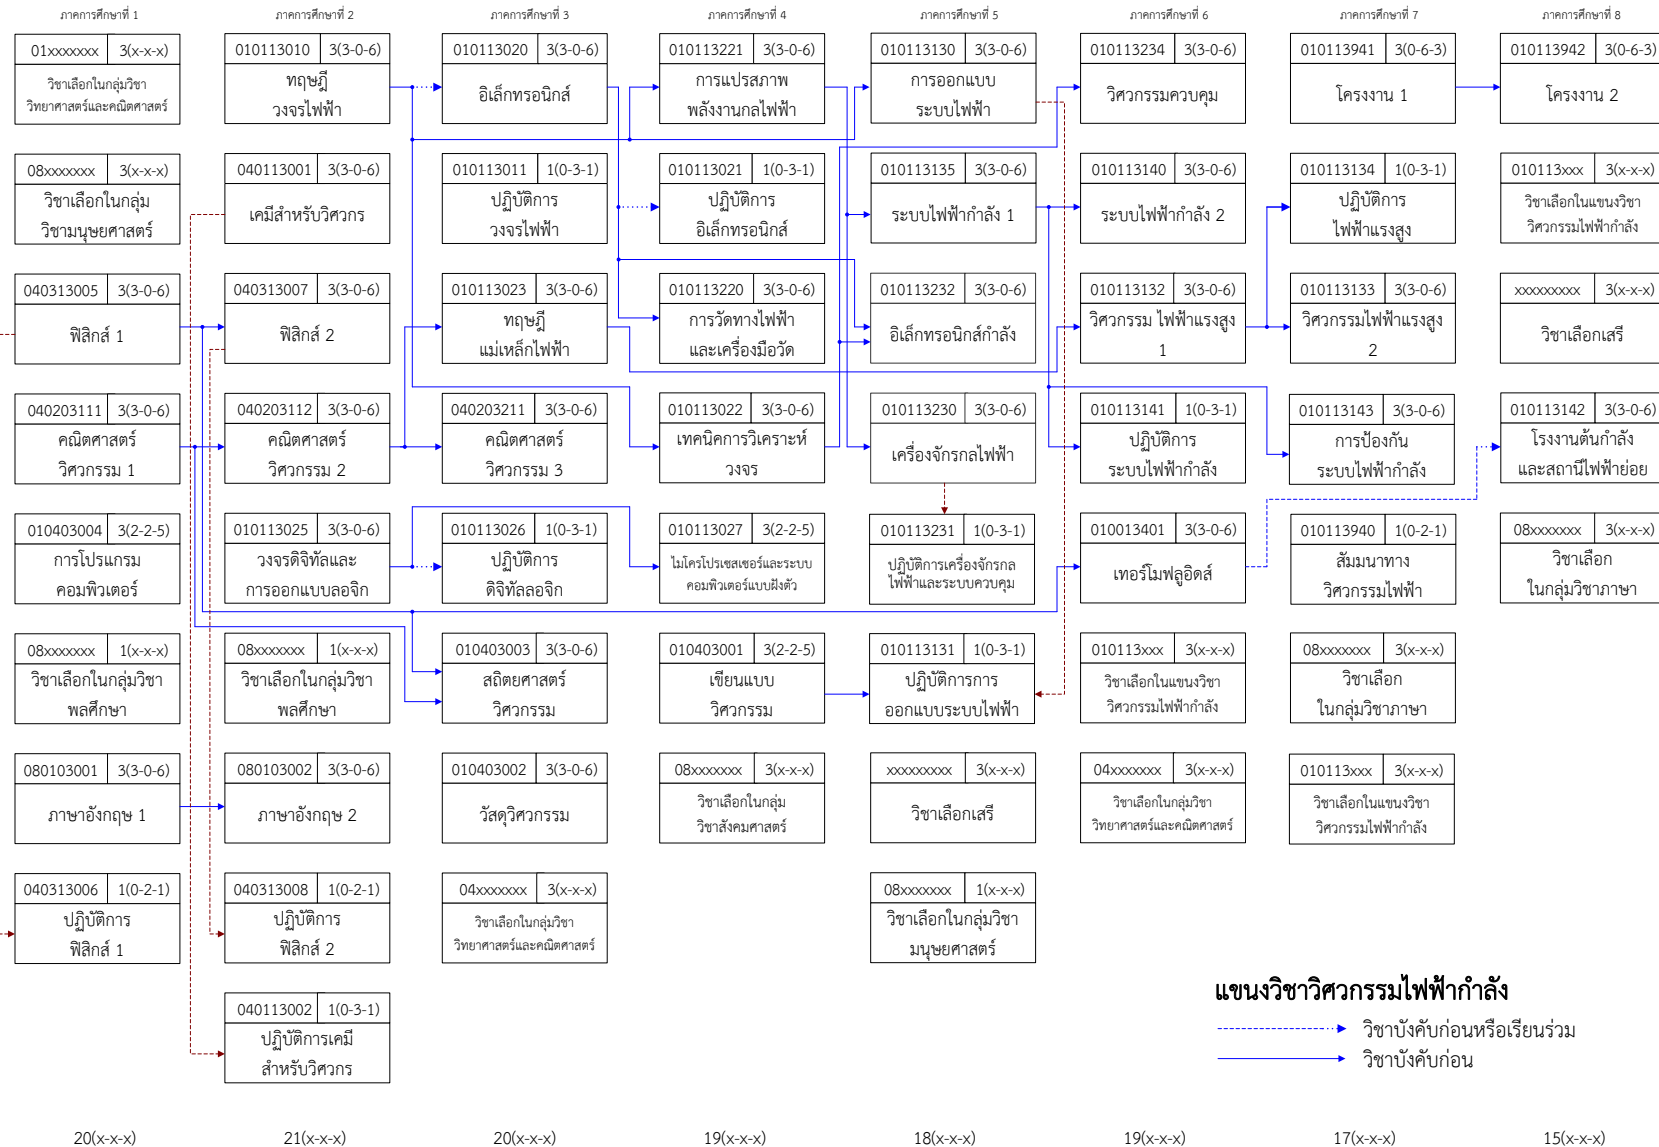 ภาคการศึกษาที่ 1
ภาคการศึกษาที่ 2
ภาคการศึกษาที่ 3
ภาคการศึกษาที่ 4
ภาคการศึกษาที่ 5
ภาคการศึกษาที่ 6
ภาคการศึกษาที่ 7
ภาคการศึกษาที่ 8
01xxxxxxx 3(x-x-x)
วิชาเลือกในกลุ่มวิชา
วิทยาศาสตร์และคณิตศาสตร์
010113010 3(3-0-6)
ทฤษฎี
วงจรไฟฟ้า
010113020 3(3-0-6)
อิเล็กทรอนิกส์
010113221 3(3-0-6)
การแปรสภาพ
พลังงานกลไฟฟ้า
010113130 3(3-0-6)
การออกแบบ
ระบบไฟฟ้า
010113234 3(3-0-6)
วิศวกรรมควบคุม
010113941 3(0-6-3)
โครงงาน 1
010113942 3(0-6-3)
โครงงาน 2
08xxxxxxx 3(x-x-x)
วิชาเลือกในกลุ่ม
วิชามนุษยศาสตร์
040113001 3(3-0-6)
เคมีสำหรับวิศวกร
010113011 1(0-3-1)
ปฏิบัติการ
วงจรไฟฟ้า
010113021 1(0-3-1)
ปฏิบัติการ
อิเล็กทรอนิกส์
010113135 3(3-0-6)
ระบบไฟฟ้ากำลัง 1
010113140 3(3-0-6)
ระบบไฟฟ้ากำลัง 2
010113134 1(0-3-1)
ปฏิบัติการ
ไฟฟ้าแรงสูง
010113xxx 3(x-x-x)
วิชาเลือกในแขนงวิชา
วิศวกรรมไฟฟ้ากำลัง
040313005 3(3-0-6)
ฟิสิกส์ 1
040313007 3(3-0-6)
ฟิสิกส์ 2
010113023 3(3-0-6)
ทฤษฎี
แม่เหล็กไฟฟ้า
010113220 3(3-0-6)
การวัดทางไฟฟ้า
และเครื่องมือวัด
010113232 3(3-0-6)
อิเล็กทรอนิกส์กำลัง
010113132 3(3-0-6)
วิศวกรรม ไฟฟ้าแรงสูง
1
010113133 3(3-0-6)
วิศวกรรมไฟฟ้าแรงสูง
2
xxxxxxxxx 3(x-x-x)
วิชาเลือกเสรี
040203111 3(3-0-6)
คณิตศาสตร์
วิศวกรรม 1
040203112 3(3-0-6)
คณิตศาสตร์
วิศวกรรม 2
040203211 3(3-0-6)
คณิตศาสตร์
วิศวกรรม 3
010113022 3(3-0-6)
เทคนิคการวิเคราะห์
วงจร
010113230 3(3-0-6)
เครื่องจักรกลไฟฟ้า
010113141 1(0-3-1)
ปฏิบัติการ
ระบบไฟฟ้ากำลัง
010113143 3(3-0-6)
การป้องกัน
ระบบไฟฟ้ากำลัง
010113142 3(3-0-6)
โรงงานต้นกำลัง
และสถานีไฟฟ้าย่อย
010403004 3(2-2-5)
การโปรแกรม
คอมพิวเตอร์
010113025 3(3-0-6)
วงจรดิจิทัลและ
การออกแบบลอจิก
010113026 1(0-3-1)
ปฏิบัติการ
ดิจิทัลลอจิก
010113027 3(2-2-5)
ไมโครโปรเซสเซอร์และระบบ
คอมพิวเตอร์แบบฝังตัว
010113231 1(0-3-1)
ปฏิบัติการเครื่องจักรกล
ไฟฟ้าและระบบควบคุม
010013401 3(3-0-6)
เทอร์โมฟลูอิดส์
010113940 1(0-2-1)
สัมมนาทาง
วิศวกรรมไฟฟ้า
08xxxxxxx 3(x-x-x)
วิชาเลือก
ในกลุ่มวิชาภาษา
08xxxxxxx 1(x-x-x)
วิชาเลือกในกลุ่มวิชา
พลศึกษา
08xxxxxxx 1(x-x-x)
วิชาเลือกในกลุ่มวิชา
พลศึกษา
010403003 3(3-0-6)
สถิตยศาสตร์
วิศวกรรม
010403001 3(2-2-5)
เขียนแบบ
วิศวกรรม
010113131 1(0-3-1)
ปฏิบัติการการ
ออกแบบระบบไฟฟ้า
010113xxx 3(x-x-x)
วิชาเลือกในแขนงวิชา
วิศวกรรมไฟฟ้ากำลัง
08xxxxxxx 3(x-x-x)
วิชาเลือก
ในกลุ่มวิชาภาษา
080103001 3(3-0-6)
ภาษาอังกฤษ 1
080103002 3(3-0-6)
ภาษาอังกฤษ 2
010403002 3(3-0-6)
วัสดุวิศวกรรม
08xxxxxxx 3(x-x-x)
วิชาเลือกในกลุ่ม
วิชาสังคมศาสตร์
xxxxxxxxx 3(x-x-x)
วิชาเลือกเสรี
04xxxxxxx 3(x-x-x)
วิชาเลือกในกลุ่มวิชา
วิทยาศาสตร์และคณิตศาสตร์
010113xxx 3(x-x-x)
วิชาเลือกในแขนงวิชา
วิศวกรรมไฟฟ้ากำลัง
040313006 1(0-2-1)
ปฏิบัติการ
ฟิสิกส์ 1
040313008 1(0-2-1)
ปฏิบัติการ
ฟิสิกส์ 2
04xxxxxxx 3(x-x-x)
วิชาเลือกในกลุ่มวิชา
วิทยาศาสตร์และคณิตศาสตร์
08xxxxxxx 1(x-x-x)
วิชาเลือกในกลุ่มวิชา
มนุษยศาสตร์
040113002 1(0-3-1)
ปฏิบัติการเคมี
สำหรับวิศวกร
แขนงวิชาวิศวกรรมไฟฟ้ากำลัง
วิชาบังคับก่อนหรือเรียนร่วม
วิชาบังคับก่อน
20(x-x-x)
21(x-x-x)
20(x-x-x)
19(x-x-x)
18(x-x-x)
19(x-x-x)
17(x-x-x)
15(x-x-x)